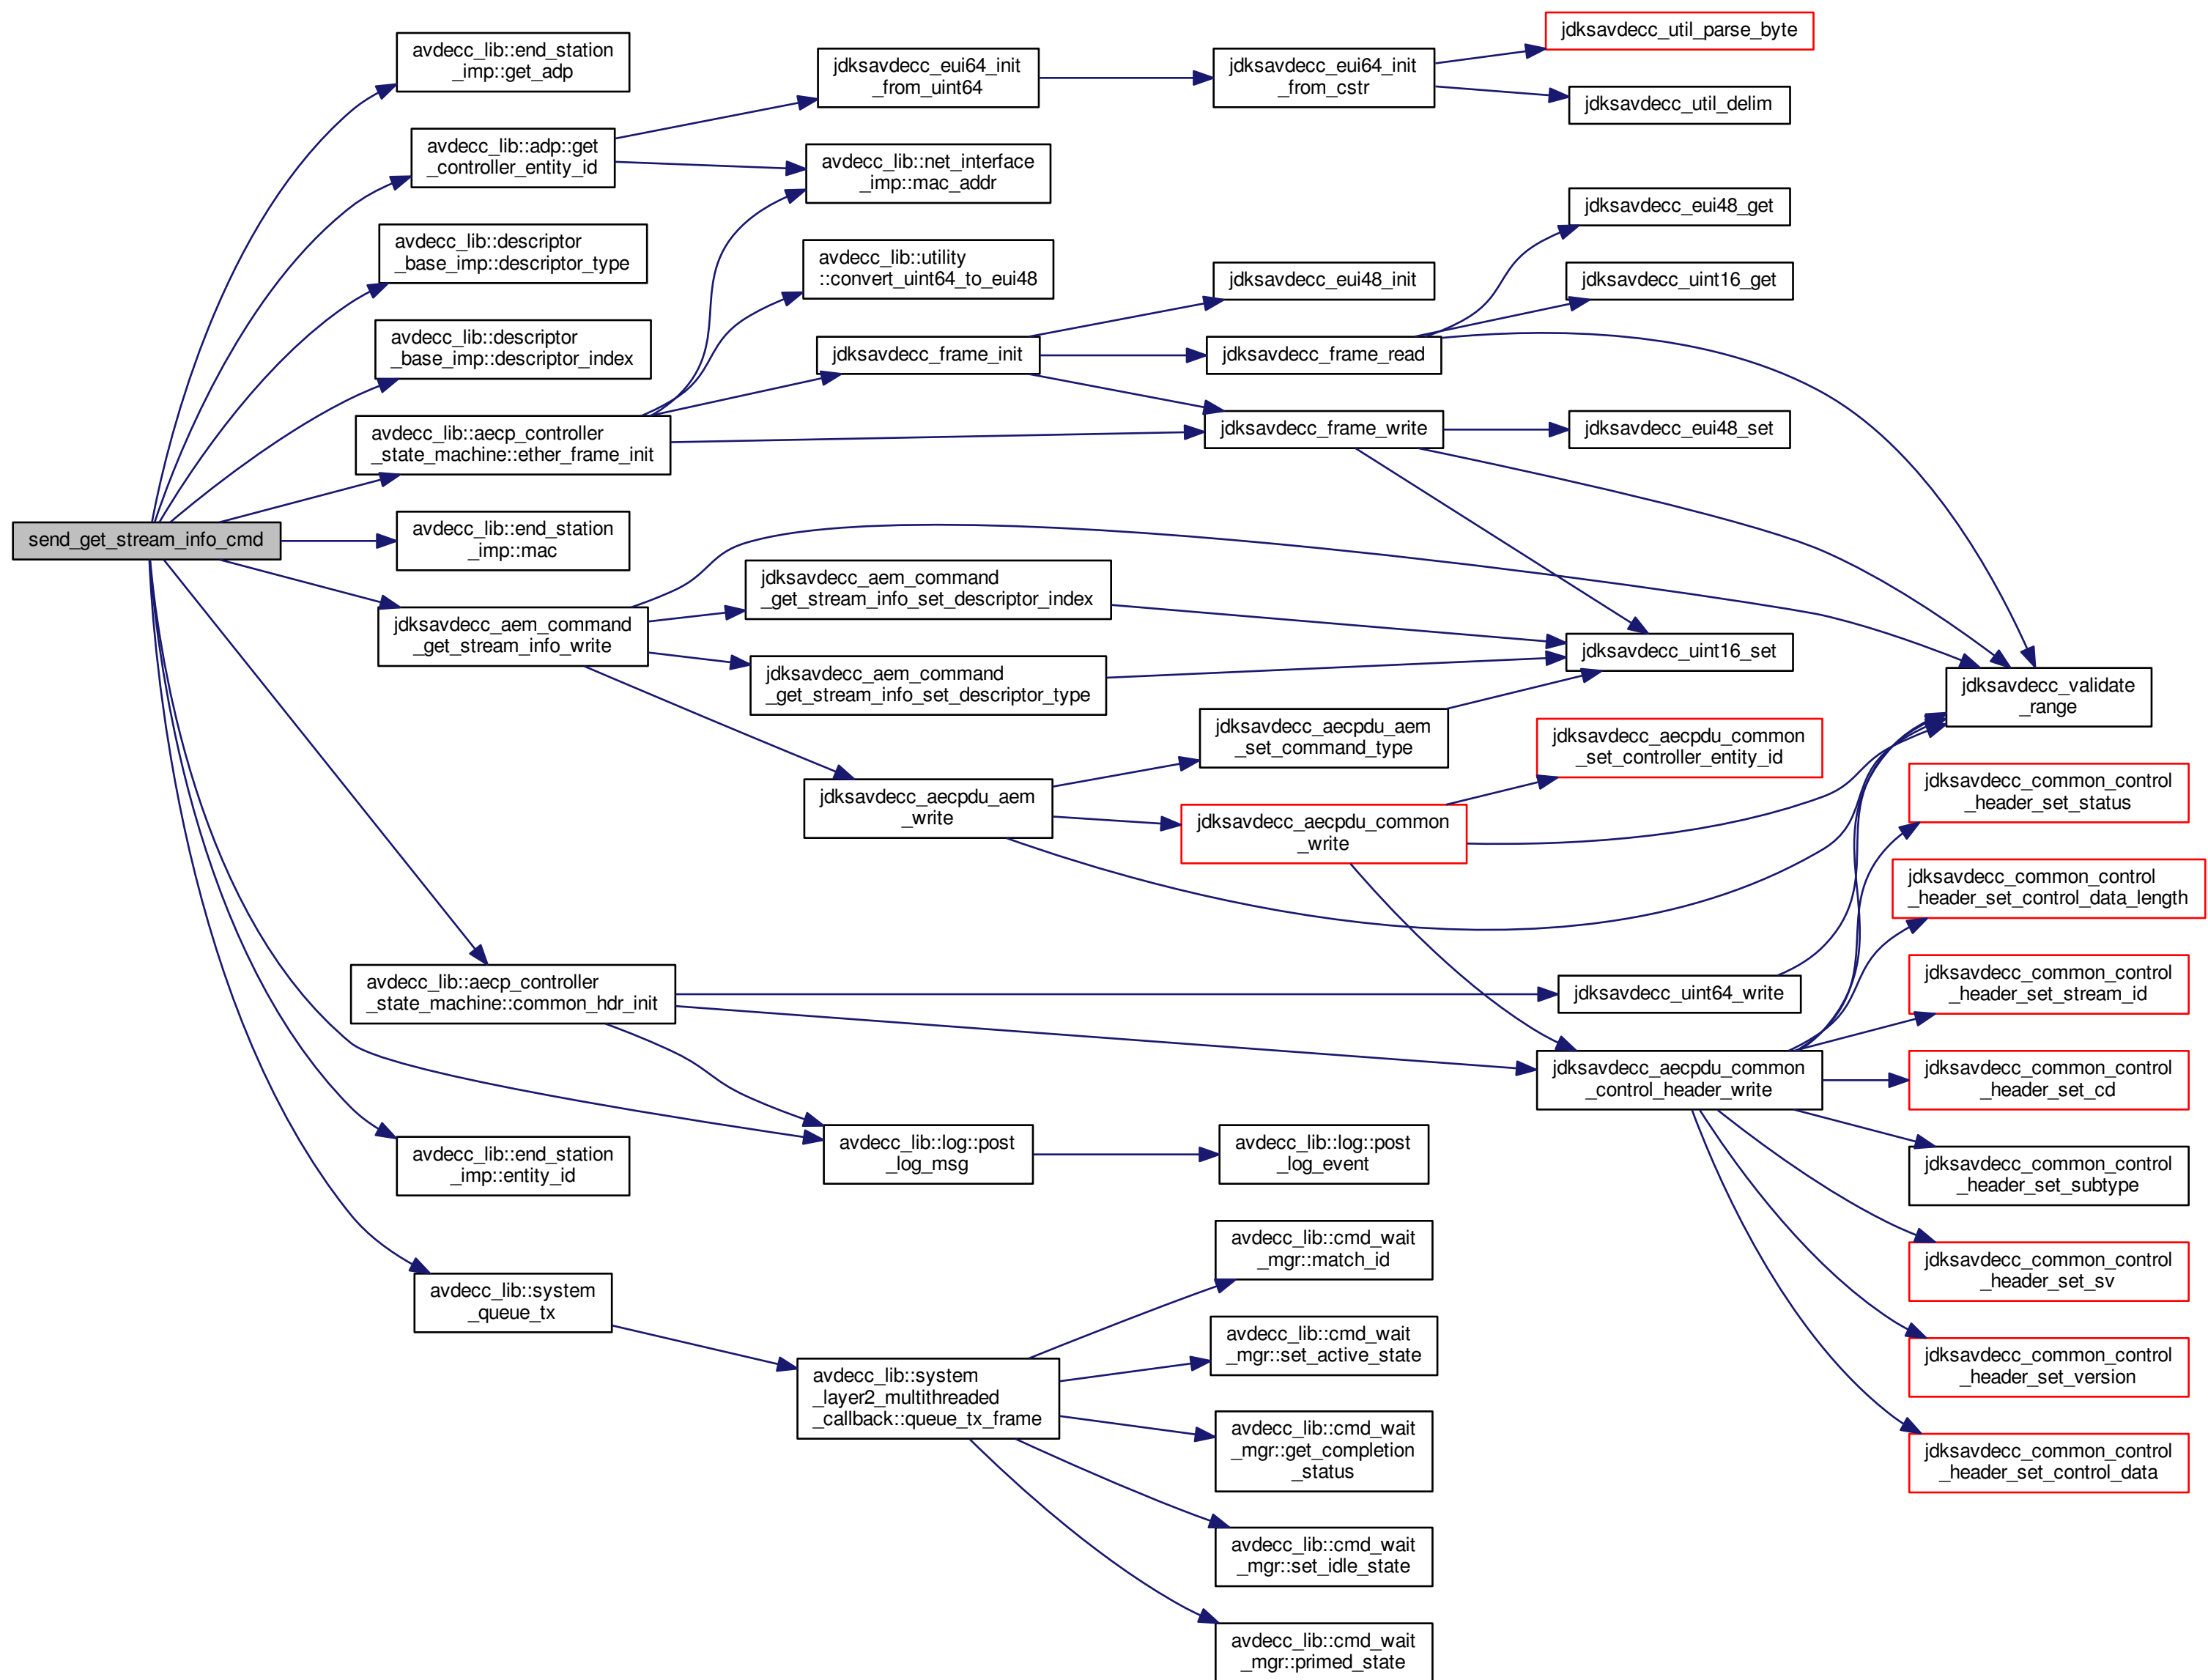 send_get_stream_info_cmd
avdecc_lib::end_station
_imp::get_adp
avdecc_lib::adp::get
_controller_entity_id
avdecc_lib::descriptor
_base_imp::descriptor_type
avdecc_lib::descriptor
_base_imp::descriptor_index
avdecc_lib::aecp_controller
_state_machine::ether_frame_init
avdecc_lib::end_station
_imp::mac
jdksavdecc_aem_command
_get_stream_info_write
avdecc_lib::aecp_controller
_state_machine::common_hdr_init
avdecc_lib::end_station
_imp::entity_id
avdecc_lib::system
_queue_tx
jdksavdecc_eui64_init
_from_uint64
avdecc_lib::net_interface
_imp::mac_addr
avdecc_lib::utility
::convert_uint64_to_eui48
jdksavdecc_frame_init
jdksavdecc_aem_command
_get_stream_info_set_descriptor_index
jdksavdecc_aem_command
_get_stream_info_set_descriptor_type
jdksavdecc_aecpdu_aem
_write
avdecc_lib::log::post
_log_msg
avdecc_lib::system
_layer2_multithreaded
_callback::queue_tx_frame
jdksavdecc_eui64_init
_from_cstr
jdksavdecc_eui48_init
jdksavdecc_frame_read
jdksavdecc_frame_write
jdksavdecc_aecpdu_aem
_set_command_type
jdksavdecc_aecpdu_common
_write
avdecc_lib::log::post
_log_event
avdecc_lib::cmd_wait
_mgr::match_id
avdecc_lib::cmd_wait
_mgr::set_active_state
avdecc_lib::cmd_wait
_mgr::get_completion
_status
avdecc_lib::cmd_wait
_mgr::set_idle_state
avdecc_lib::cmd_wait
_mgr::primed_state
jdksavdecc_util_parse_byte
jdksavdecc_util_delim
jdksavdecc_eui48_get
jdksavdecc_uint16_get
jdksavdecc_eui48_set
jdksavdecc_uint16_set
jdksavdecc_aecpdu_common
_set_controller_entity_id
jdksavdecc_uint64_write
jdksavdecc_aecpdu_common
_control_header_write
jdksavdecc_validate
_range
jdksavdecc_common_control
_header_set_status
jdksavdecc_common_control
_header_set_control_data_length
jdksavdecc_common_control
_header_set_stream_id
jdksavdecc_common_control
_header_set_cd
jdksavdecc_common_control
_header_set_subtype
jdksavdecc_common_control
_header_set_sv
jdksavdecc_common_control
_header_set_version
jdksavdecc_common_control
_header_set_control_data